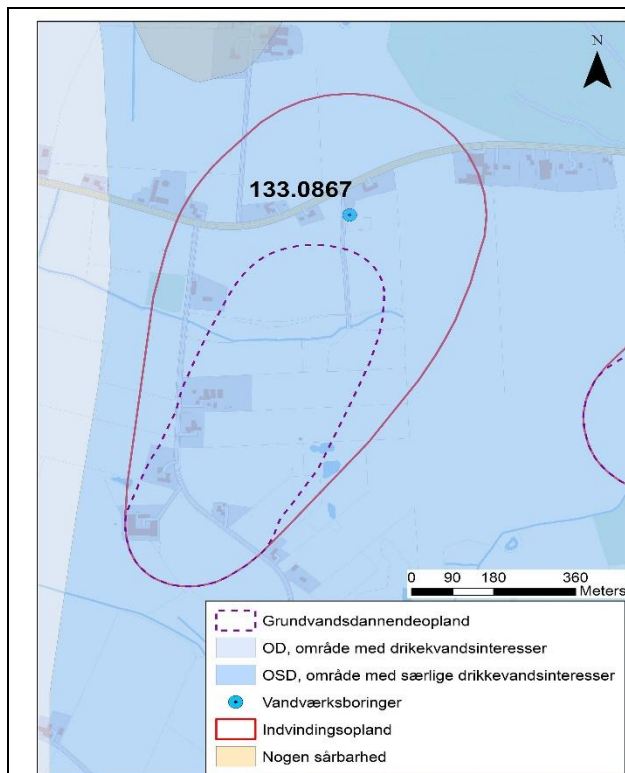 N
133.0867
0 90 180 360
Meters
Grundvandsdannendeopland
OD, område med drikekvandsinteresser
OSD, område med særlige drikkevandsinteresser
Vandværksboringer
Indvindingsopland
Nogen sårbarhed